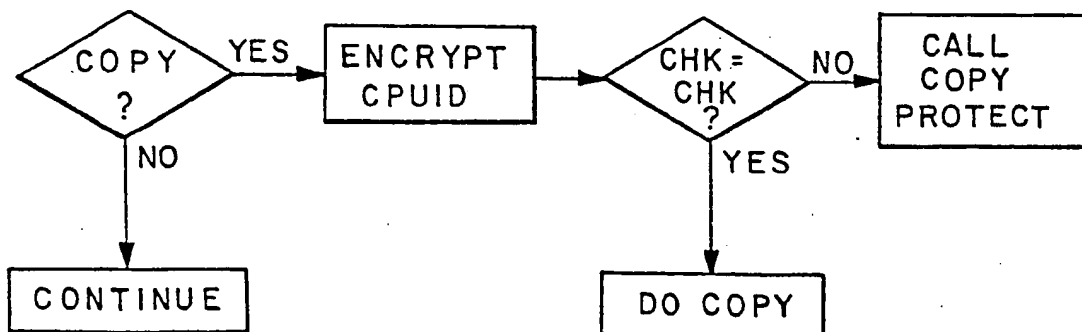 COPY
?
YES
NO
ENCRYPT
CPUID
CHK =
CHK
?
NO
YES
CALL
COPY
PROTECT
CONTINUE
DO COPY